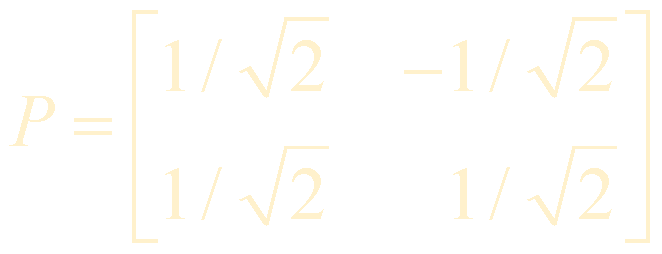 P = [ 1/√2 −1/√2
1/√2 1/√2 ]